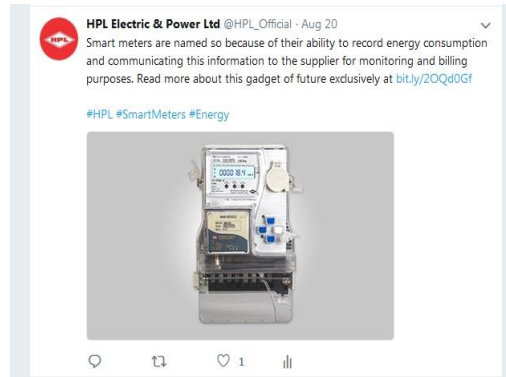 HPL
HPL Electric & Power Ltd @HPL_Official · Aug 20
Smart meters are named so because of their ability to record energy consumption
and communicating this information to the supplier for monitoring and billing
purposes. Read more about this gadget of future exclusively at bit.ly/2OQd0Gf
#HPL #SmartMeters #Energy
1